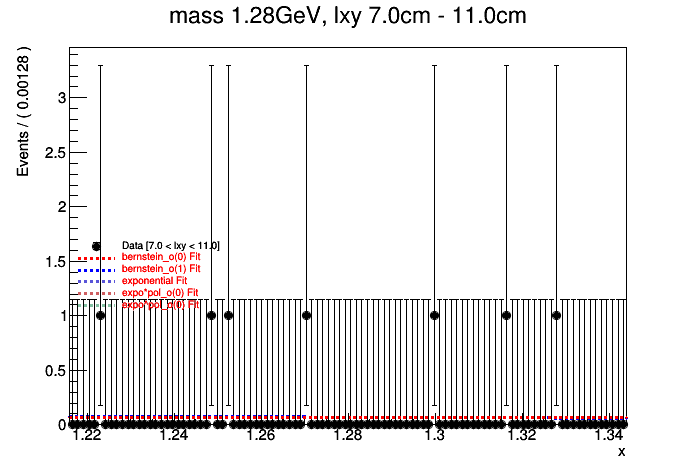 mass 1.28GeV, lxy 7.0cm - 11.0cm
Events / ( 0.00128 )
3
2.5
2
1.5
1
0.5
0
Data [7.0 < lxy < 11.0]
bernstein_o(0) Fit
bernstein_o(1) Fit
exponential Fit
expo*pol_o(0) Fit
expo*pol_o(0) Fit
1.22 1.24 1.26 1.28 1.3 1.32 1.34
x